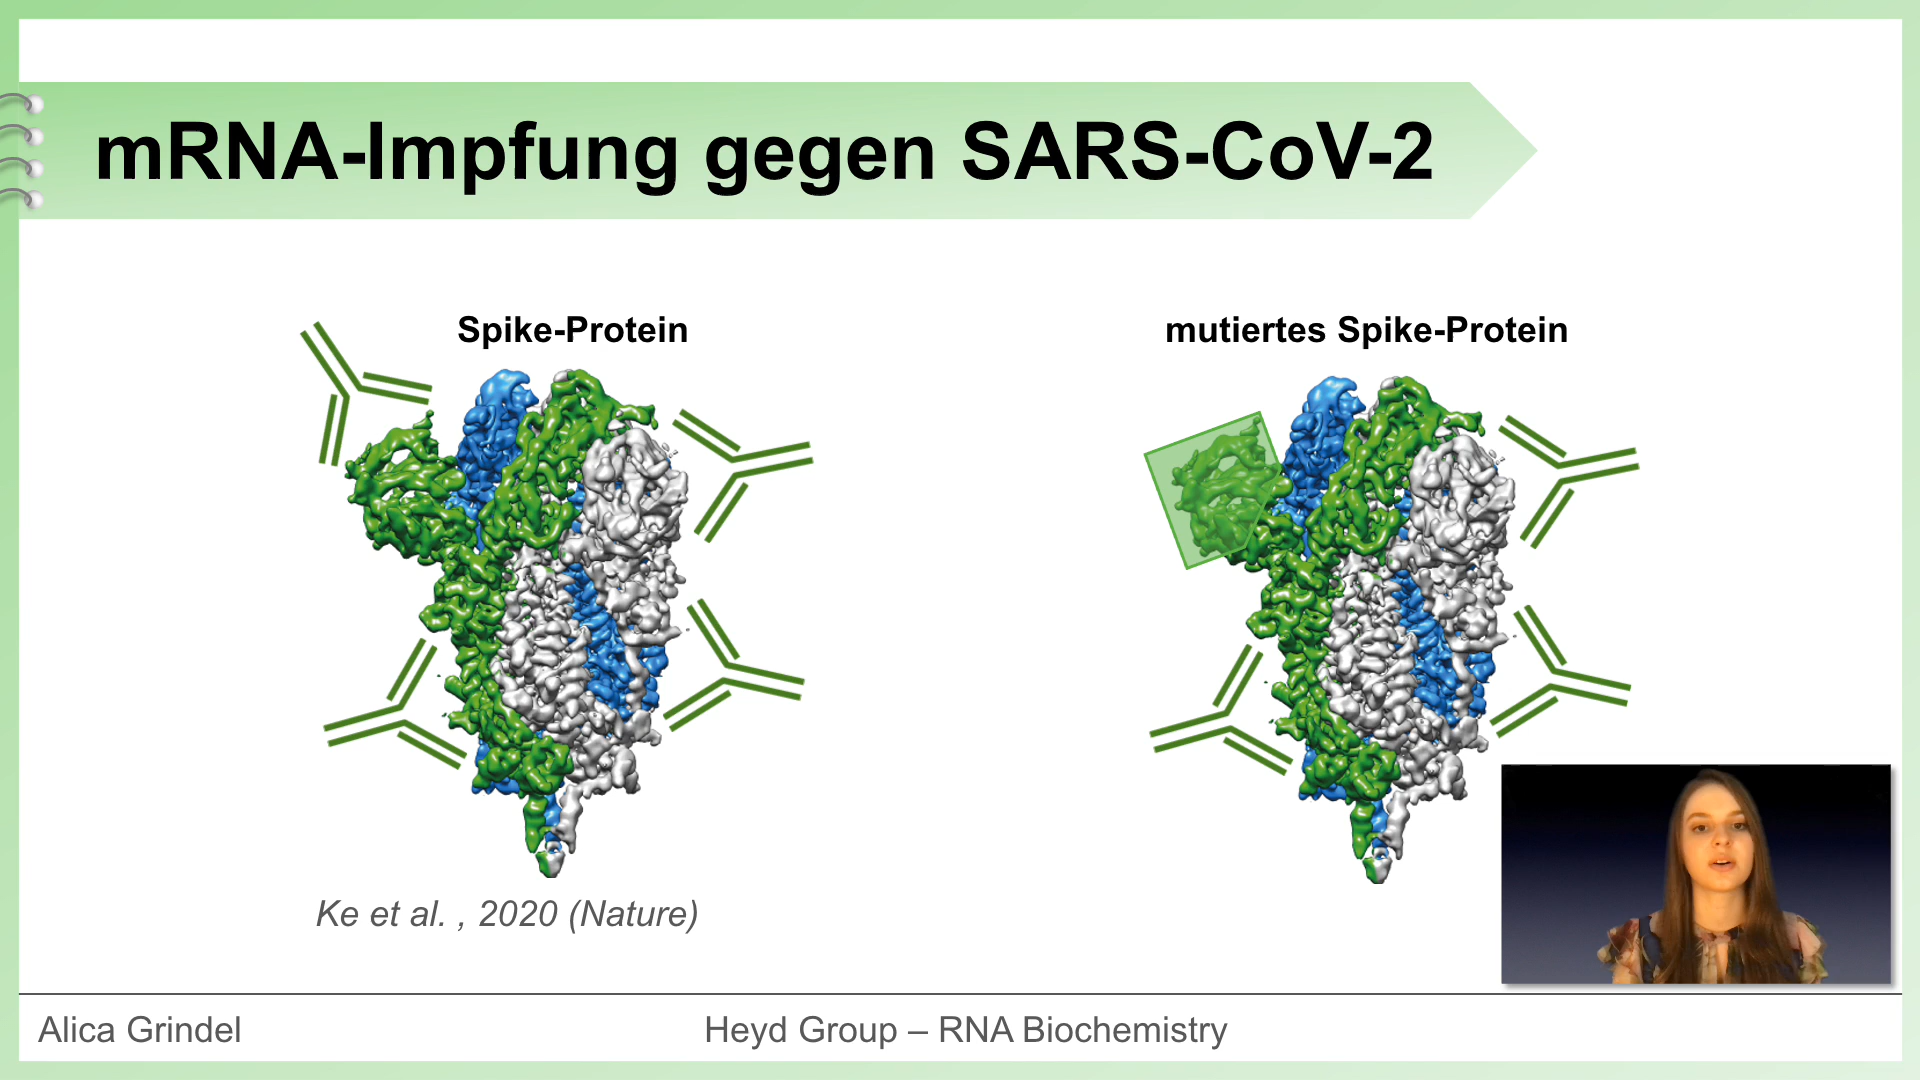 mRNA-Impfung gegen SARS-CoV-2
Spike-Protein
mutiertes Spike-Protein
Ke et al. , 2020 (Nature)
Alica Grindel
Heyd Group – RNA Biochemistry